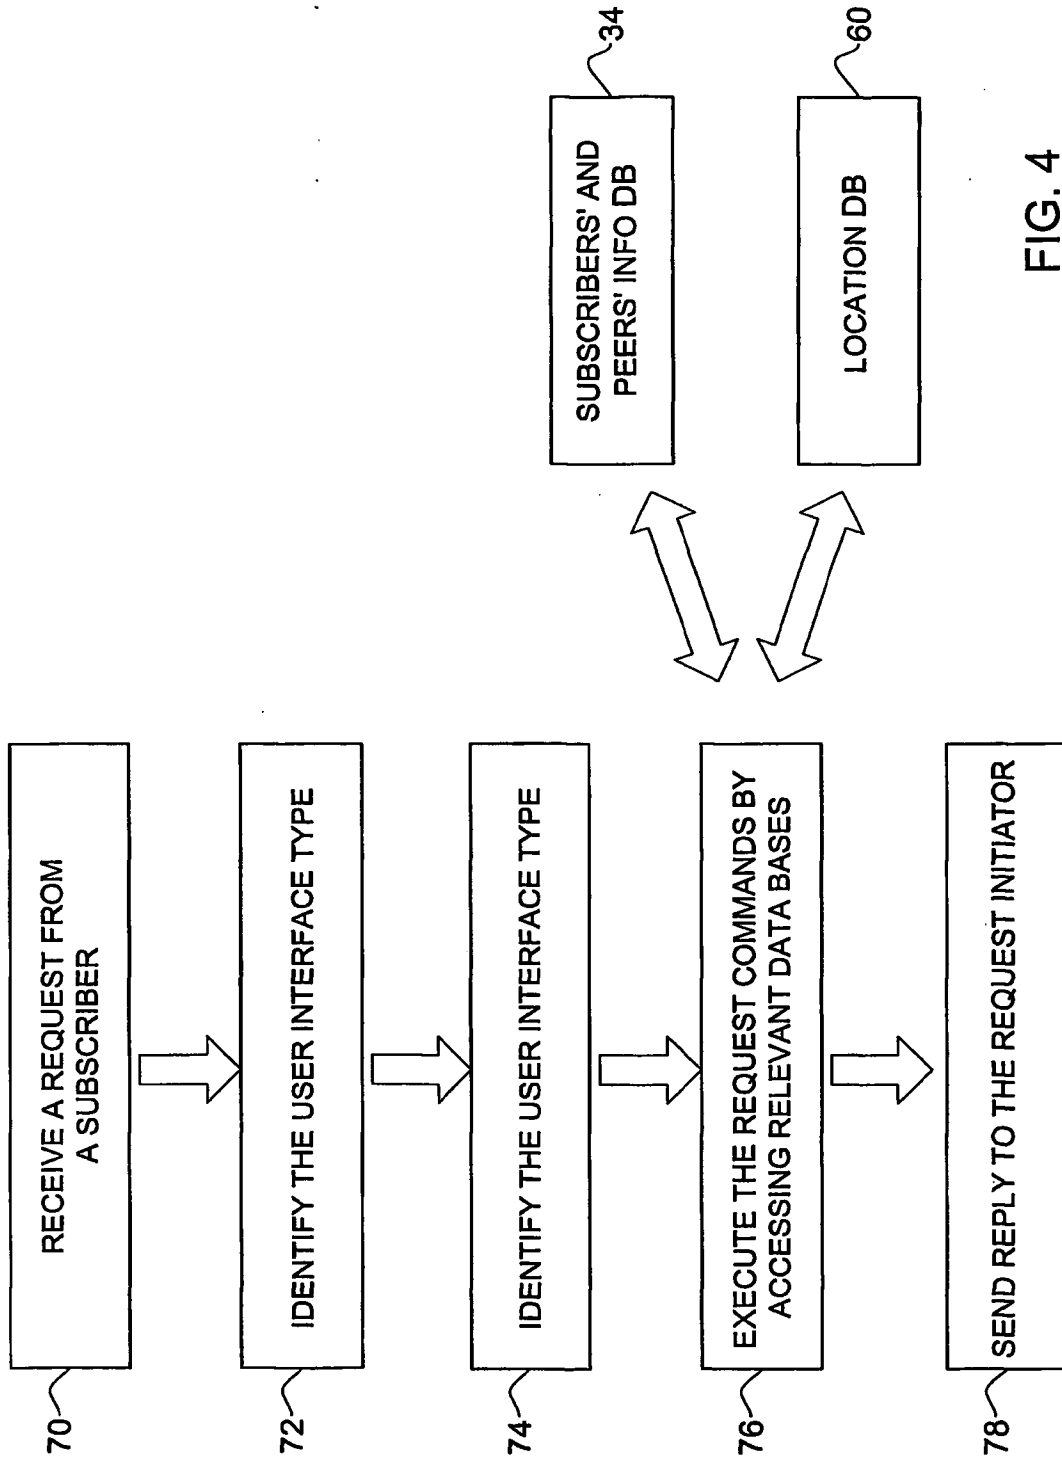 70
RECEIVE A REQUEST FROM
A SUBSCRIBER
72
IDENTIFY THE USER INTERFACE TYPE
74
IDENTIFY THE USER INTERFACE TYPE
76
EXECUTE THE REQUEST COMMANDS BY
ACCESSING RELEVANT DATA BASES
78
SEND REPLY TO THE REQUEST INITIATOR
SUBSCRIBERS' AND
PEERS' INFO DB
34
LOCATION DB
60
FIG. 4